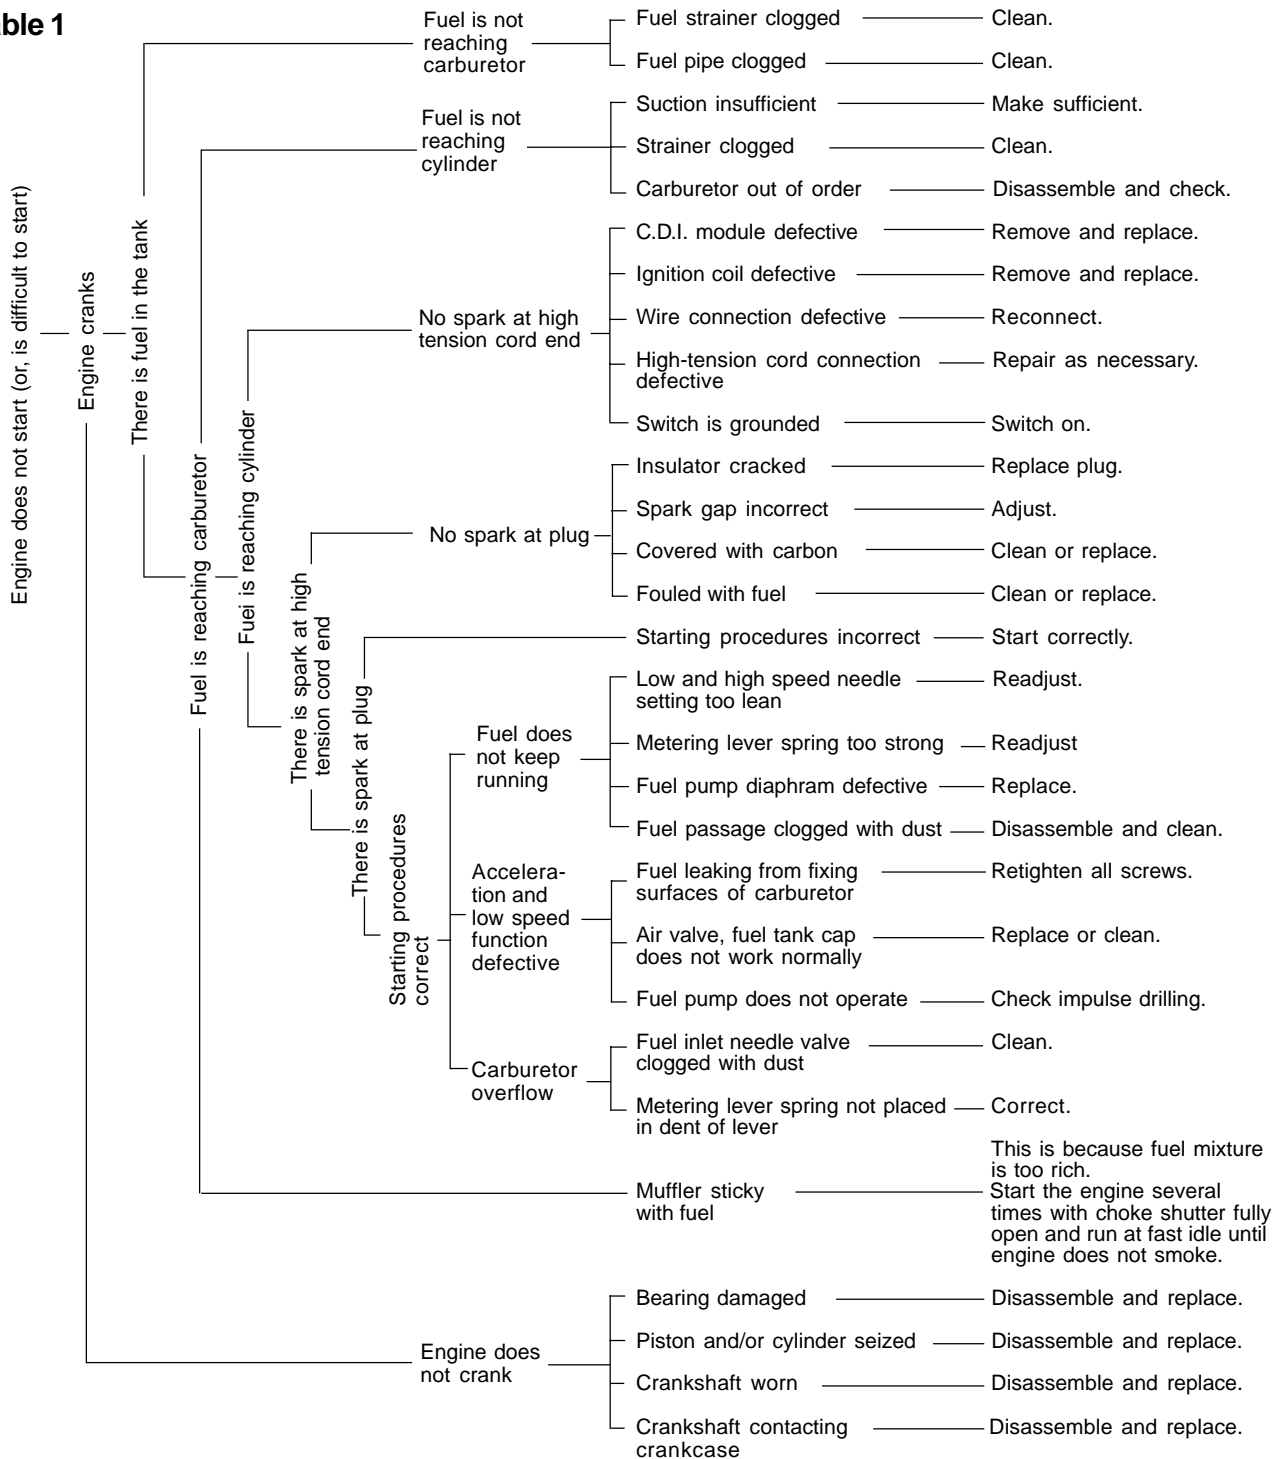 ble 1
Engine does not start (or, is difficult to start)
Engine cranks
There is fuel in the tank
Fuel is reaching carburetor
Fuei is reaching cylinder
There is spark at high
tension cord end
There is spark at plug
Starting procedures
correct
Fuel is not
reaching
carburetor
Fuel strainer clogged
Clean.
Fuel pipe clogged
Clean.
Fuel is not
reaching
cylinder
Suction insufficient
Make sufficient.
Strainer clogged
Clean.
Carburetor out of order
Disassemble and check.
No spark at high
tension cord end
C.D.I. module defective
Remove and replace.
Ignition coil defective
Remove and replace.
Wire connection defective
Reconnect.
High-tension cord connection
defective
Repair as necessary.
Switch is grounded
Switch on.
No spark at plug
Insulator cracked
Replace plug.
Spark gap incorrect
Adjust.
Covered with carbon
Clean or replace.
Fouled with fuel
Clean or replace.
Starting procedures incorrect
Start correctly.
Fuel does
not keep
running
Low and high speed needle
setting too lean
Readjust.
Metering lever spring too strong
Readjust
Fuel pump diaphram defective
Replace.
Fuel passage clogged with dust
Disassemble and clean.
Accelera-
tion and
low speed
function
defective
Fuel leaking from fixing
surfaces of carburetor
Retighten all screws.
Air valve, fuel tank cap
does not work normally
Replace or clean.
Fuel pump does not operate
Check impulse drilling.
Carburetor
overflow
Fuel inlet needle valve
clogged with dust
Clean.
Metering lever spring not placed
in dent of lever
Correct.
Muffler sticky
with fuel
This is because fuel mixture
is too rich.
Start the engine several
times with choke shutter fully
open and run at fast idle until
engine does not smoke.
Engine does
not crank
Bearing damaged
Disassemble and replace.
Piston and/or cylinder seized
Disassemble and replace.
Crankshaft worn
Disassemble and replace.
Crankshaft contacting
crankcase
Disassemble and replace.